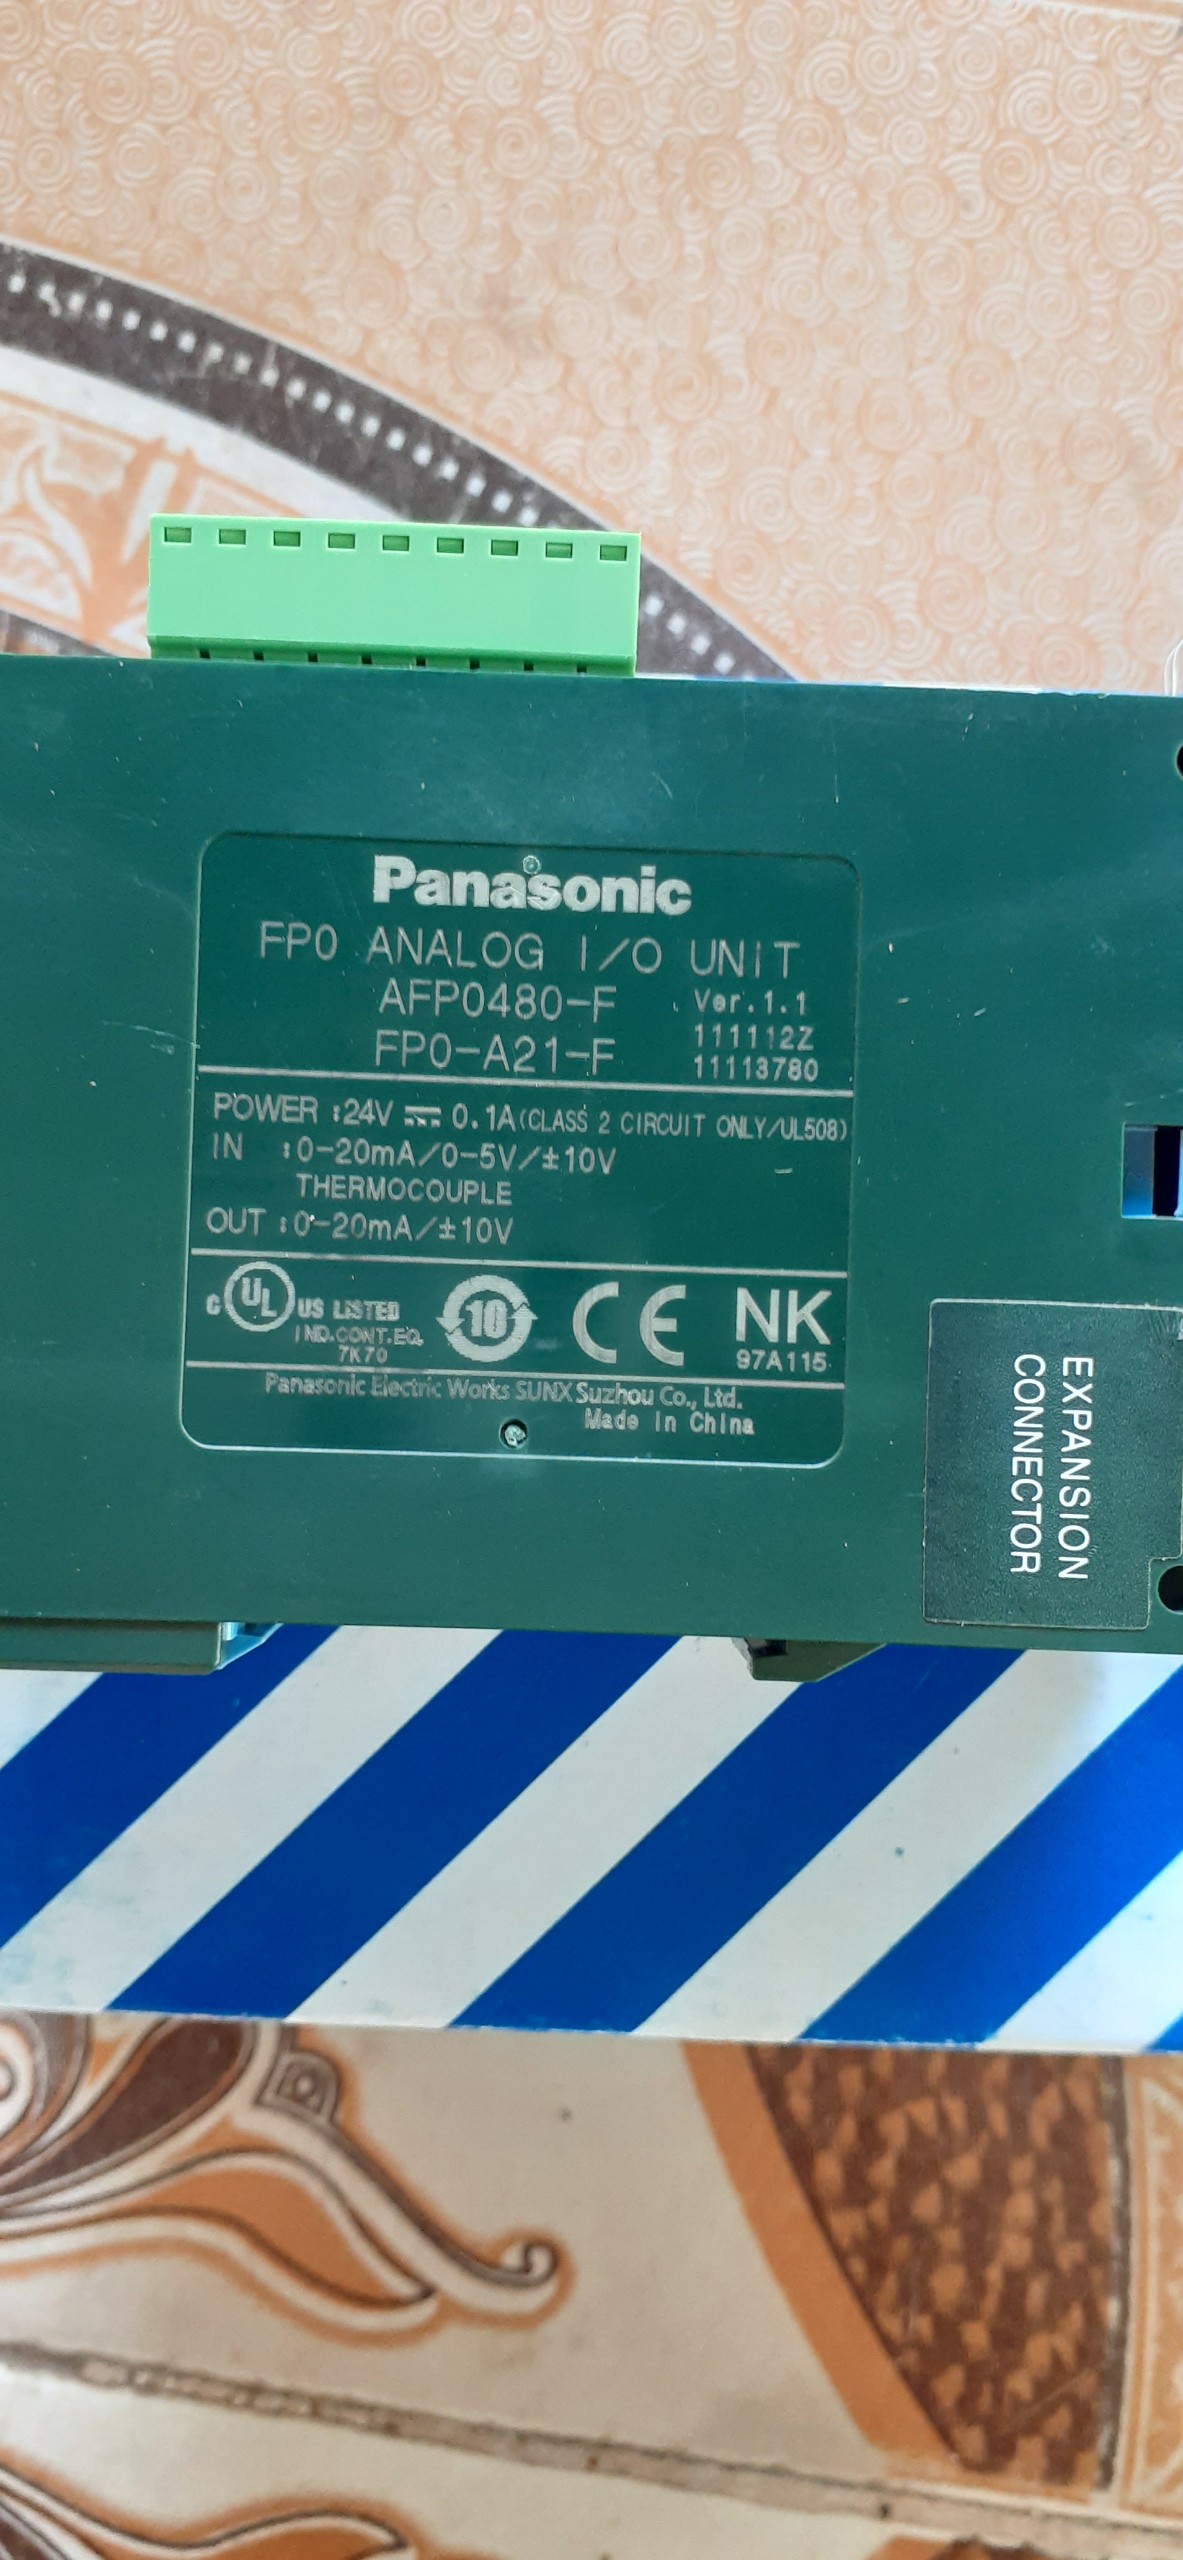 Panasonic
FP0 ANALOG I/O UNIT
AFP0480-F Ver.1.1
111112Z
FP0-A21-F 11113780
POWER :24V ⎓ 0.1A(CLASS 2 CIRCUIT ONLY/UL508)
IN :0-20mA/0-5V/±10V
THERMOCOUPLE
OUT :0-20mA/±10V
C UL US LISTED
IND.CONT.EQ.
7K70
10
CE
NK
97A115
Panasonic Electric Works SUNX Suzhou Co., Ltd.
Made in China
EXPANSION
CONNECTOR